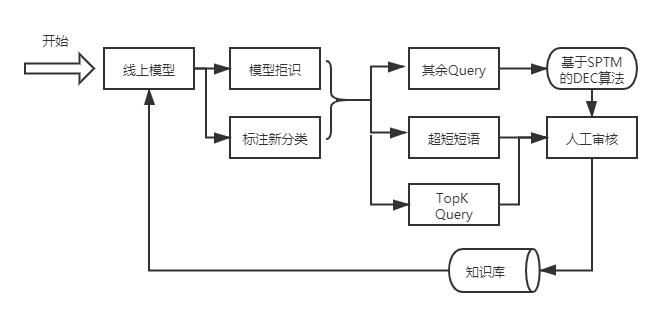 开始
线上模型
模型拒识
标注新分类
其余Query
超短短语
TopK
Query
基于SPTM
的DEC算法
人工审核
知识库